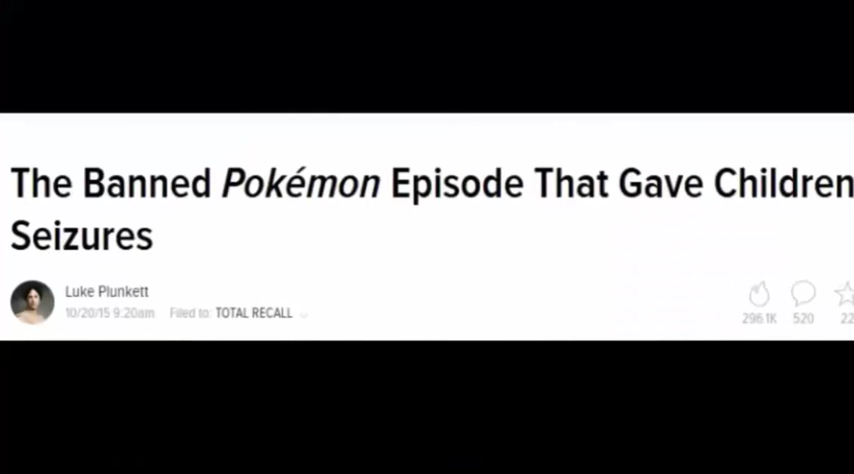 The Banned Pokémon Episode That Gave Children
Seizures
Luke Plunkett
10/20/15 9:20am Filed to: TOTAL RECALL
296.1K 520 22